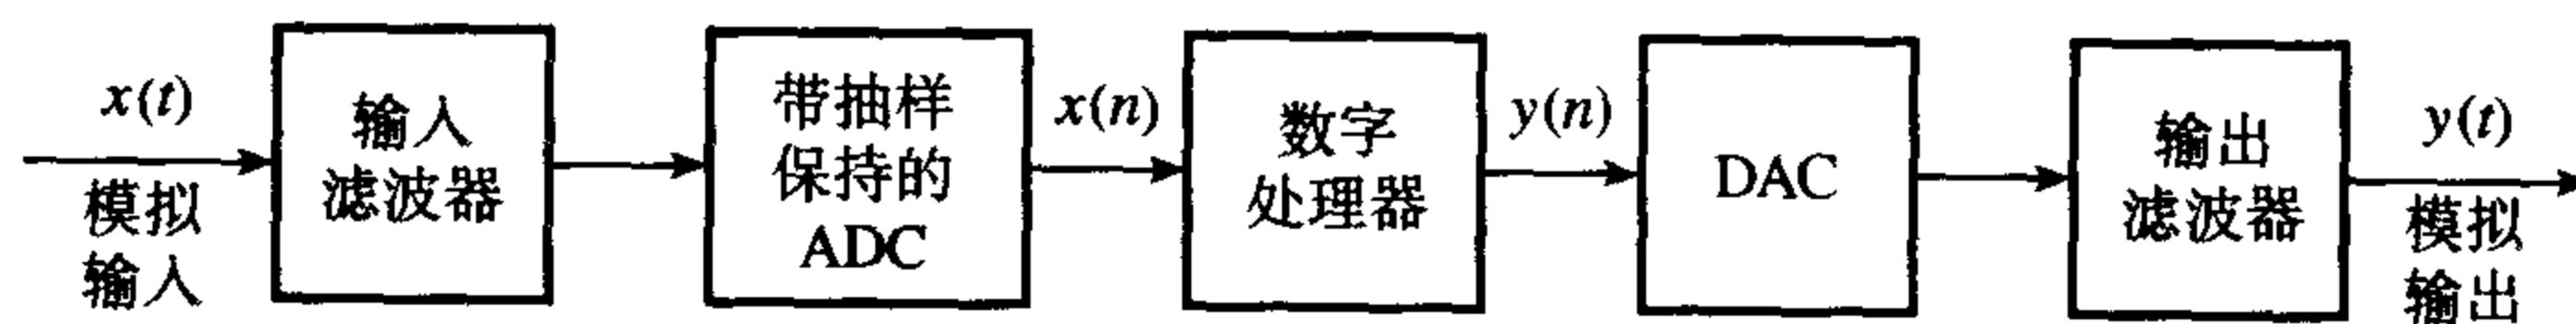 x(t)
模拟
输入
输入
滤波器
带抽样
保持的
ADC
x(n)
数字
处理器
y(n)
DAC
输出
滤波器
y(t)
模拟
输出